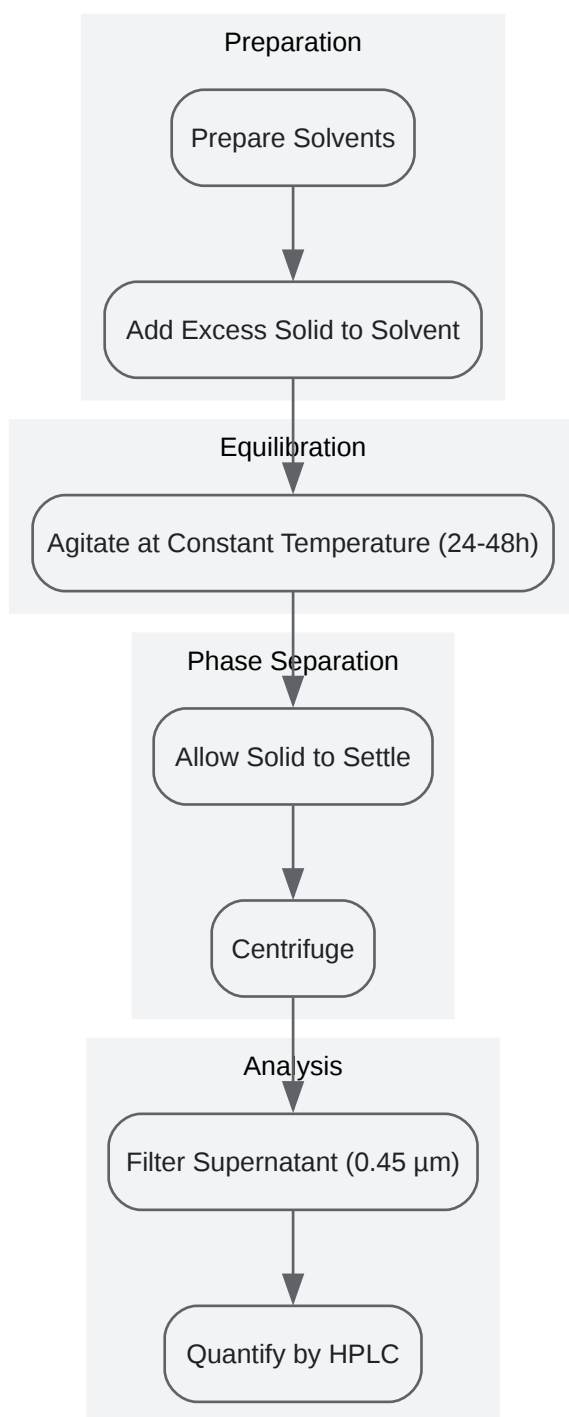 Preparation
Prepare Solvents
Add Excess Solid to Solvent
Equilibration
Agitate at Constant Temperature (24-48h)
Phase Separation
Allow Solid to Settle
Centrifuge
Analysis
Filter Supernatant (0.45 µm)
Quantify by HPLC